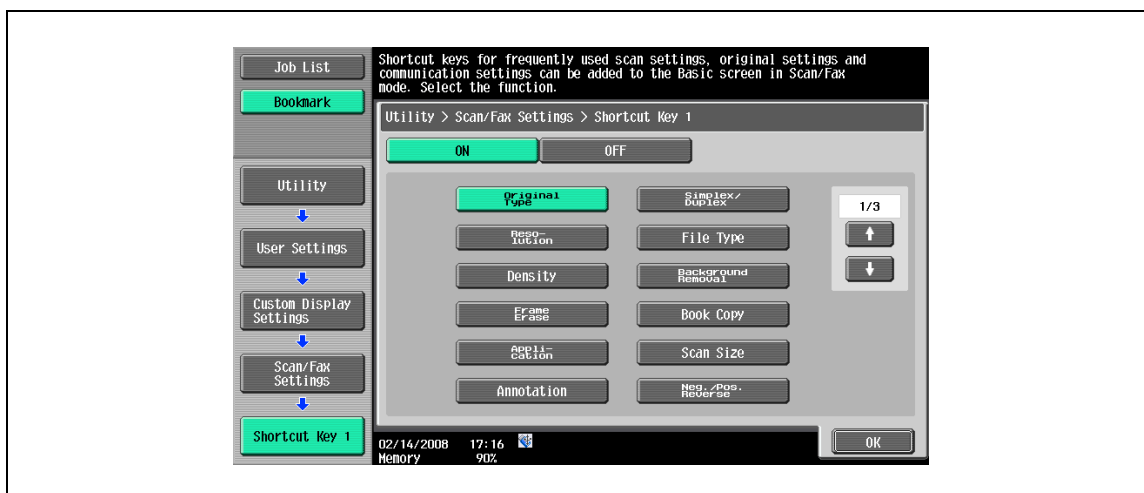 Job List
Bookmark
Shortcut keys for frequently used scan settings, original settings and
communication settings can be added to the Basic screen in Scan/Fax
mode. Select the function.
Utility > Scan/Fax Settings > Shortcut Key 1
ON
OFF
Utility
User Settings
Custom Display
Settings
Scan/Fax
Settings
Shortcut Key 1
Original
Type
Simplex/
Duplex
Reso-
lution
File Type
Density
Background
Removal
Frame
Erase
Book Copy
Appli-
cation
Scan Size
Annotation
Neg./Pos.
Reverse
1/3
02/14/2008 17:16
Memory 90%
OK